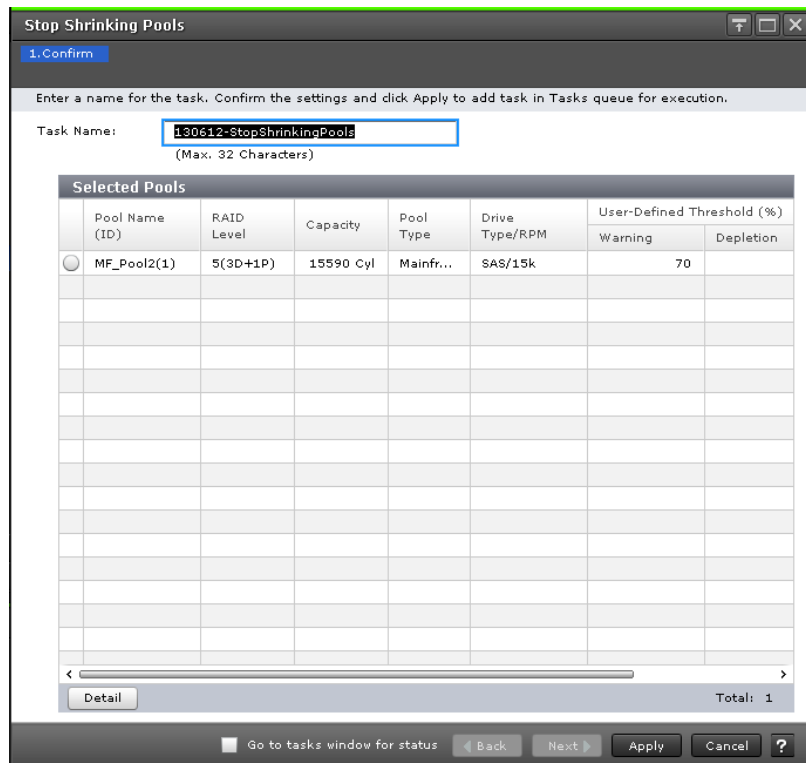 Stop Shrinking Pools
1.Confirm
Enter a name for the task. Confirm the settings and click Apply to add task in Tasks queue for execution.
Task Name: 130612-StopShrinkingPools
(Max. 32 Characters)
Selected Pools
Pool Name (ID) RAID Level Capacity Pool Type Drive Type/RPM User-Defined Threshold (%)
Warning Depletion
MF_Pool2(1) 5(3D+1P) 15590 Cyl Mainfr... SAS/15k 70
Detail Total: 1
Go to tasks window for status Back Next Apply Cancel ?